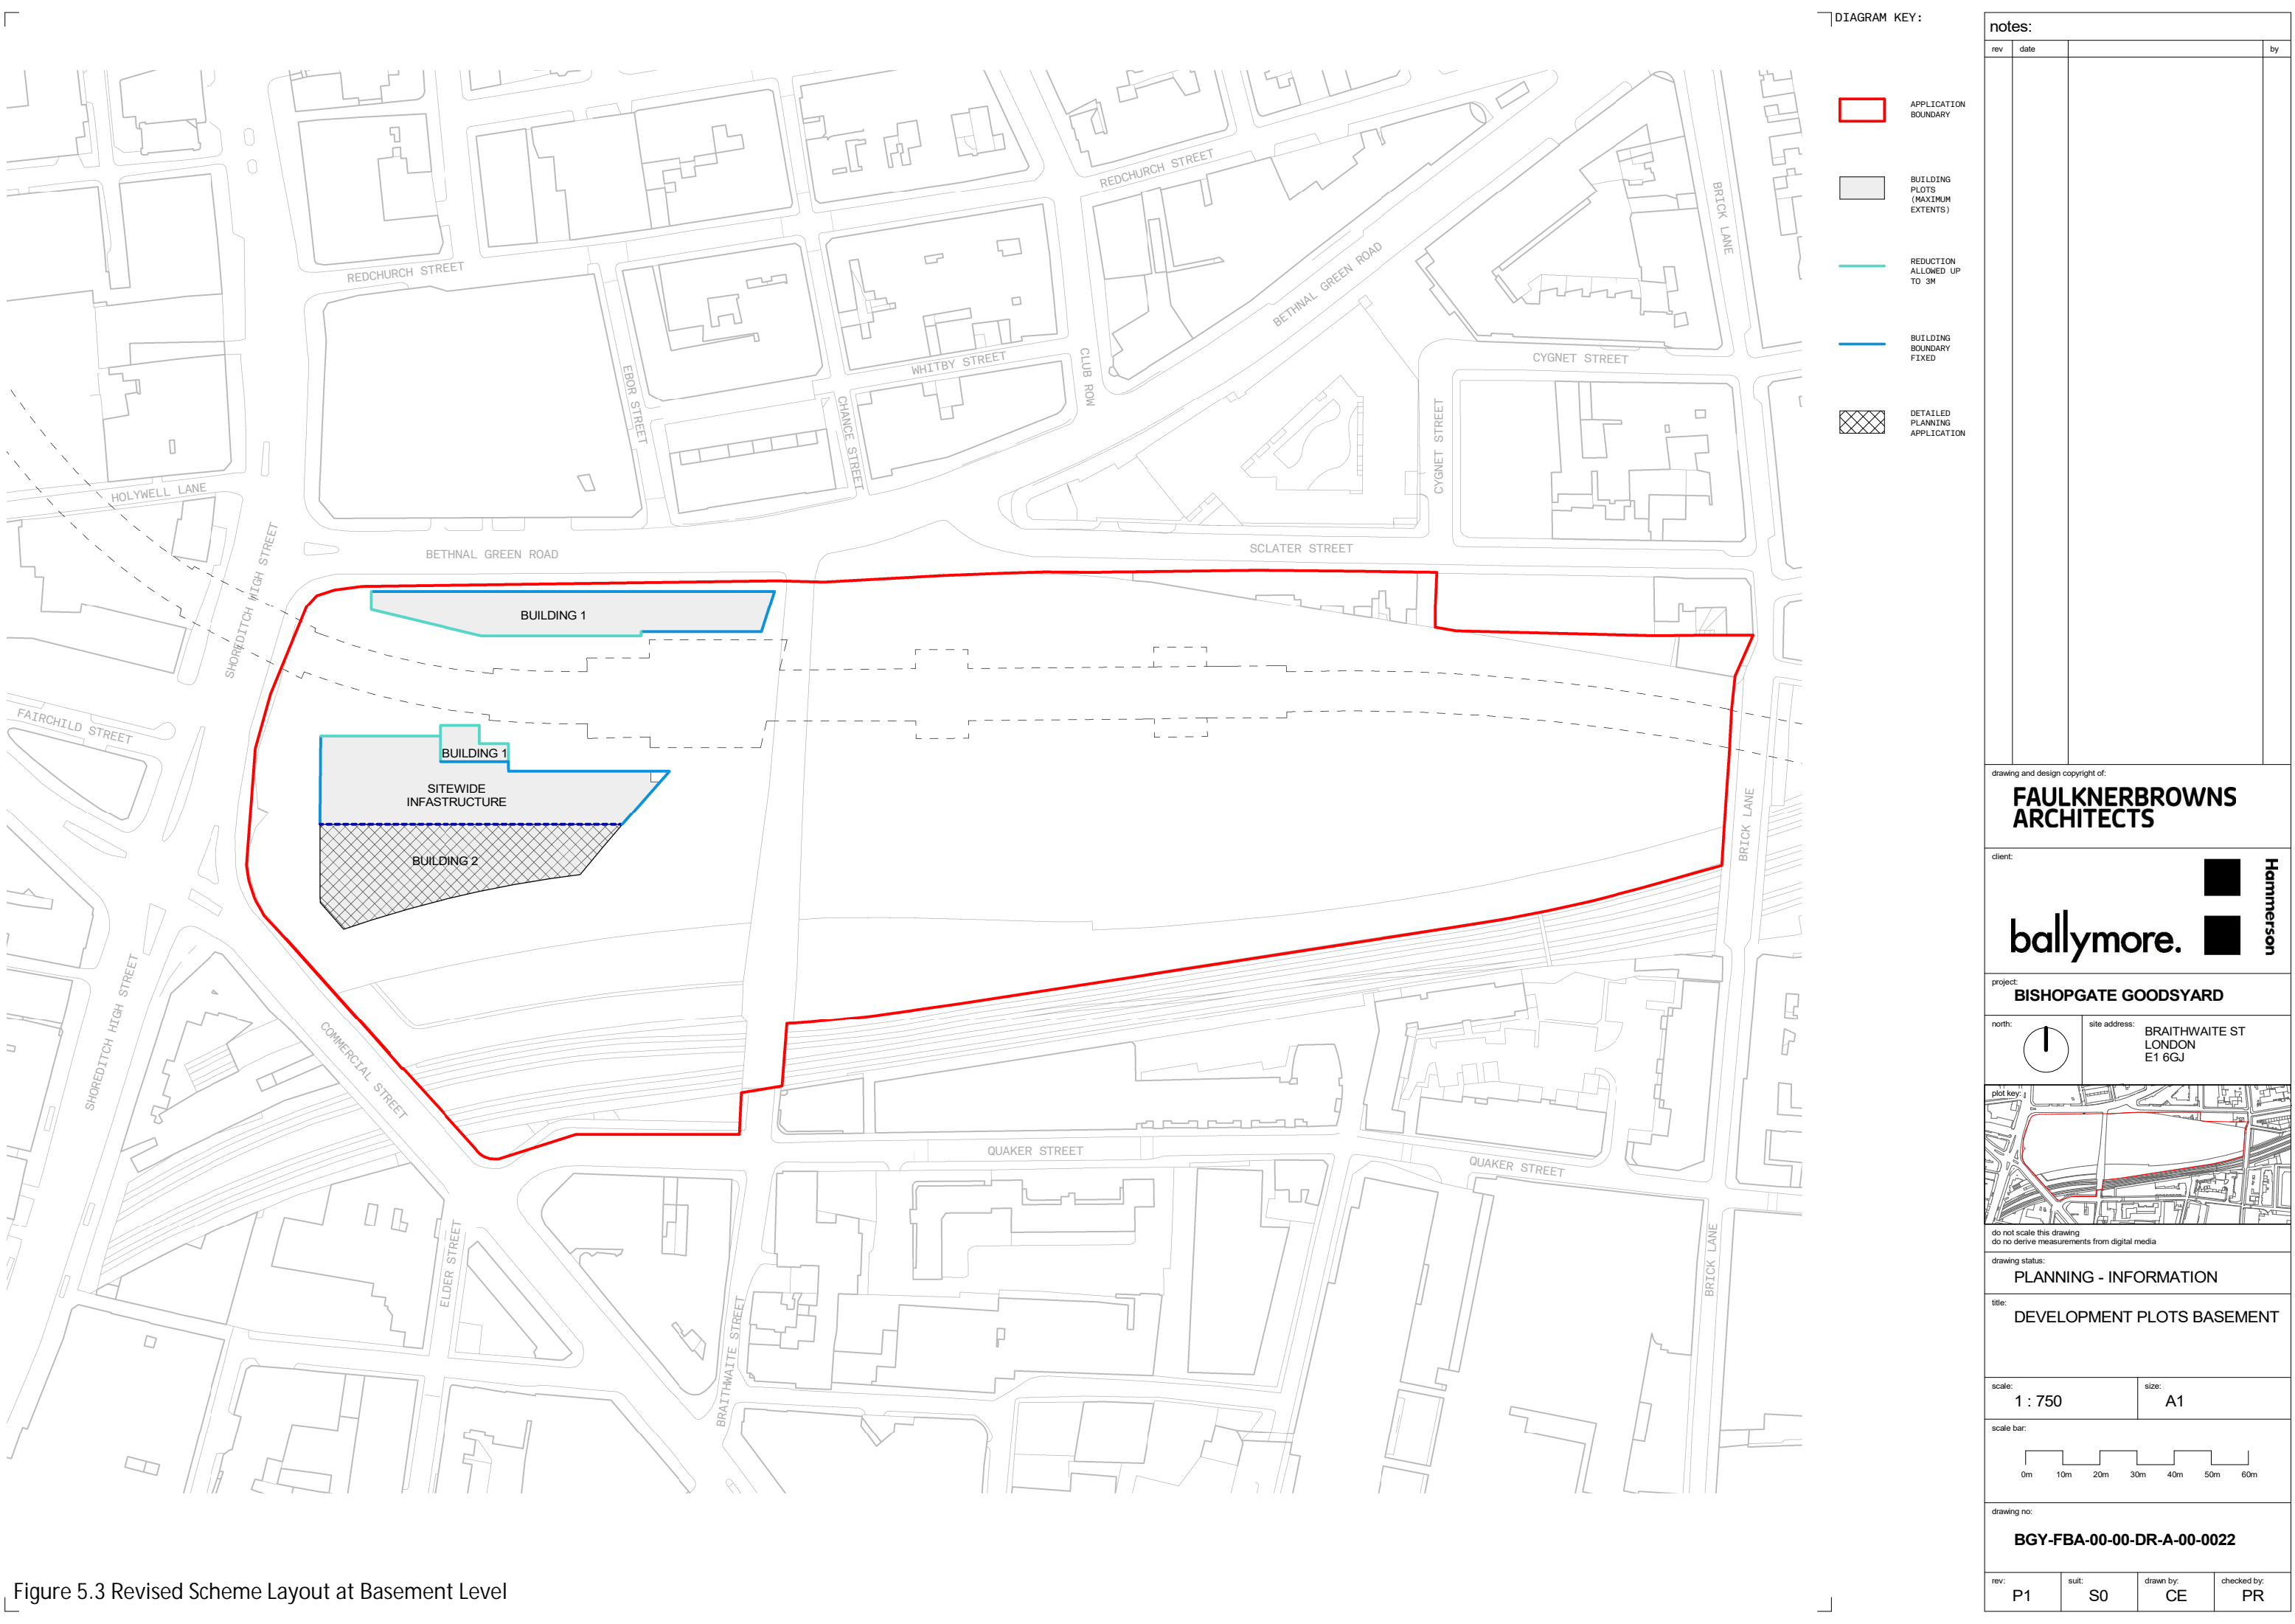 DIAGRAM KEY:
APPLICATION
BOUNDARY
BUILDING
PLOTS
(MAXIMUM
EXTENTS)
REDUCTION
ALLOWED UP
TO 3M
BUILDING
BOUNDARY
FIXED
DETAILED
PLANNING
APPLICATION
REDCHURCH STREET
REDCHURCH STREET
BRICK LANE
BETHNAL GREEN ROAD
WHITBY STREET
CLUB ROW
CYGNET STREET
EBOR STREET
CHANCE STREET
CYGNET STREET
HOLYWELL LANE
SHOREDITCH HIGH STREET
BETHNAL GREEN ROAD
SCLATER STREET
BUILDING 1
FAIRCHILD STREET
BUILDING 1
SITEWIDE
INFASTRUCTURE
BUILDING 2
BRICK LANE
SHOREDITCH HIGH STREET
COMMERCIAL STREET
QUAKER STREET
QUAKER STREET
ELDER STREET
BRAITHWAITE STREET
BRICK LANE
Figure 5.3 Revised Scheme Layout at Basement Level
notes:
rev date by
drawing and design copyright of:
FAULKNERBROWNS
ARCHITECTS
client:
ballymore.
Hammerson
project:
BISHOPGATE GOODSYARD
north:
site address:
BRAITHWAITE ST
LONDON
E1 6GJ
plot key:
do not scale this drawing
do no derive measurements from digital media
drawing status:
PLANNING - INFORMATION
title:
DEVELOPMENT PLOTS BASEMENT
scale:
1 : 750
size:
A1
scale bar:
0m 10m 20m 30m 40m 50m 60m
drawing no:
BGY-FBA-00-00-DR-A-00-0022
rev:
P1
suit:
S0
drawn by:
CE
checked by:
PR